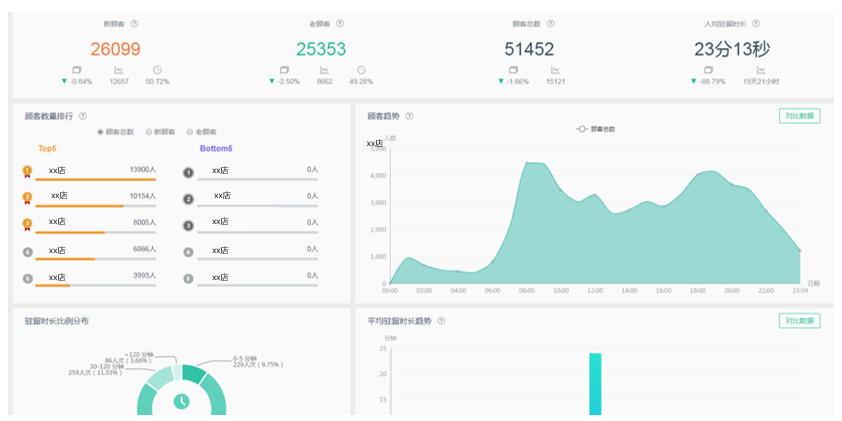 新顾客 老顾客 顾客总数 人均驻留时长
26099 25353 51452 23分13秒
-0.84% 12657 50.72% -2.50% 8662 49.28% -1.66% 15121 -88.79% 19天21小时
顾客数量排行
顾客总数 新顾客 老顾客
Top5 Bottom5
1 xx店 13900人 1 xx店 0人
2 xx店 10154人 2 xx店 0人
3 xx店 8005人 3 xx店 0人
4 xx店 6866人 4 xx店 0人
5 xx店 3993人 5 xx店 0人
顾客趋势 对比数据
顾客总数
人数
xx店
5,000
4,000
3,000
2,000
1,000
0
00:00 02:00 04:00 06:00 08:00 10:00 12:00 14:00 16:00 18:00 20:00 22:00 23:59 日期
驻留时长比例分布
>120 分钟
86人次 ( 3.66% )
30-120 分钟
259人次 ( 11.03% )
0-5 分钟
229人次 ( 9.75% )
平均驻留时长趋势 对比数据
分钟
25
20
15